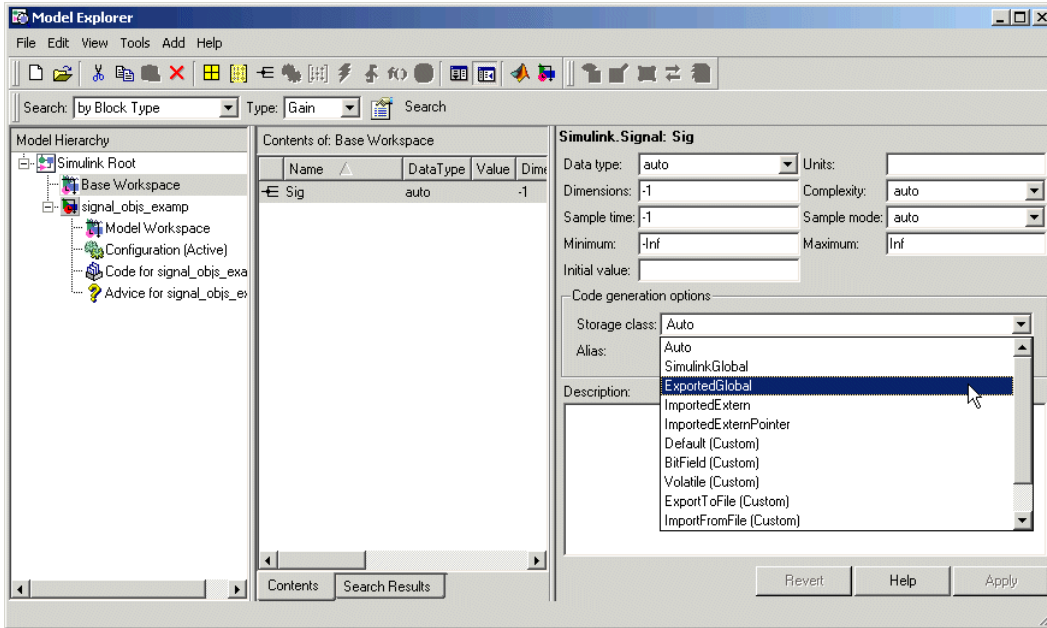 Model Explorer
File Edit View Tools Add Help
Search: by Block Type Type: Gain Search
Model Hierarchy
Simulink Root
Base Workspace
signal_objs_examp
Model Workspace
Configuration (Active)
Code for signal_objs_exa
Advice for signal_objs_ex
Contents of: Base Workspace
Name DataType Value Dime
Sig auto -1
Contents Search Results
Simulink.Signal: Sig
Data type: auto Units:
Dimensions: -1 Complexity: auto
Sample time: -1 Sample mode: auto
Minimum: -Inf Maximum: Inf
Initial value:
Code generation options
Storage class: Auto
Alias:
Auto
SimulinkGlobal
ExportedGlobal
ImportedExtern
ImportedExternPointer
Default (Custom)
BitField (Custom)
Volatile (Custom)
ExportToFile (Custom)
ImportFromFile (Custom)
Description:
Revert Help Apply